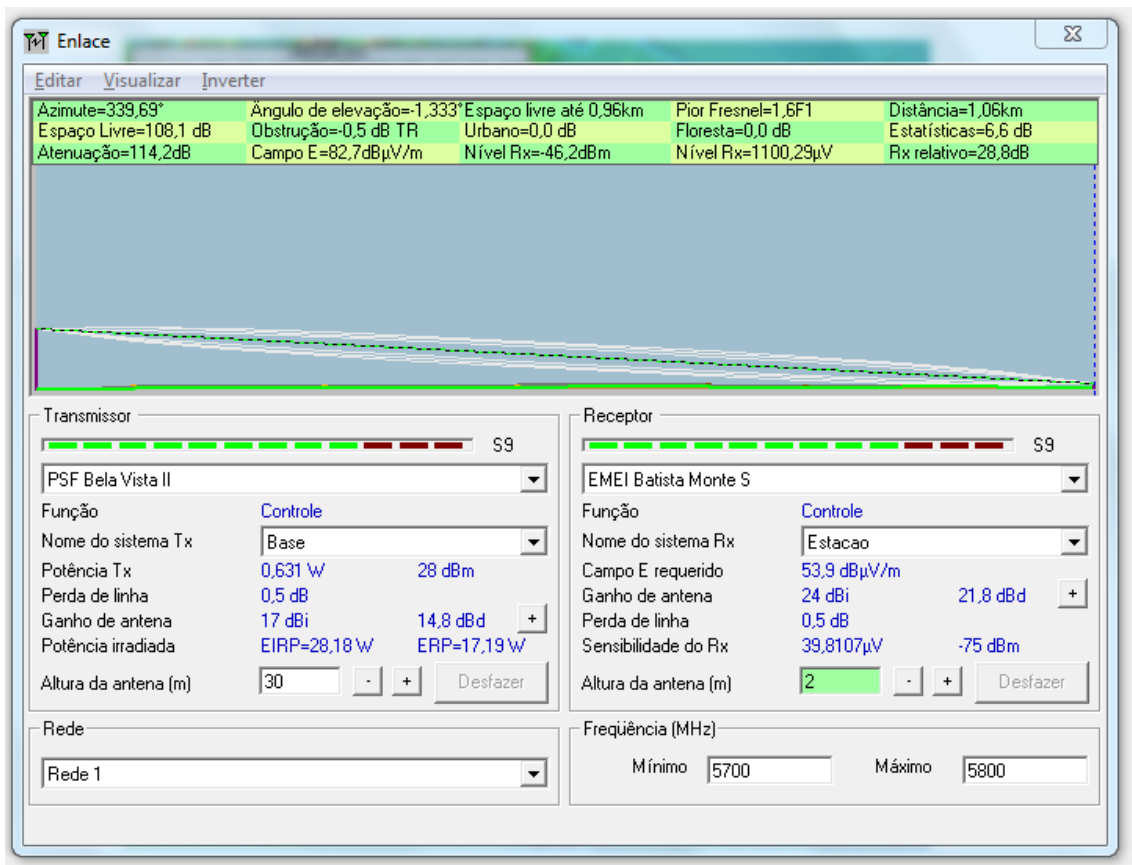 Enlace
Editar Visualizar Inverter
Azimute=339,69° Ângulo de elevação=-1,333° Espaço livre até 0,96km Pior Fresnel=1,6F1 Distância=1,06km
Espaço Livre=108,1 dB Obstrução=-0,5 dB TR Urbano=0,0 dB Floresta=0,0 dB Estatísticas=6,6 dB
Atenuação=114,2dB Campo E=82,7dBµV/m Nível Rx=-46,2dBm Nível Rx=1100,29µV Rx relativo=28,8dB
Transmissor Receptor
S9 S9
PSF Bela Vista II EMEI Batista Monte S
Função Controle Função Controle
Nome do sistema Tx Base Nome do sistema Rx Estacao
Potência Tx 0,631 W 28 dBm Campo E requerido 53,9 dBµV/m
Perda de linha 0,5 dB Ganho de antena 24 dBi 21,8 dBd +
Ganho de antena 17 dBi 14,8 dBd + Perda de linha 0,5 dB
Potência irradiada EIRP=28,18 W ERP=17,19 W Sensibilidade do Rx 39,8107µV -75 dBm
Altura da antena (m) 30 - + Desfazer Altura da antena (m) 2 - + Desfazer
Rede Freqüência (MHz)
Rede 1 Mínimo 5700 Máximo 5800